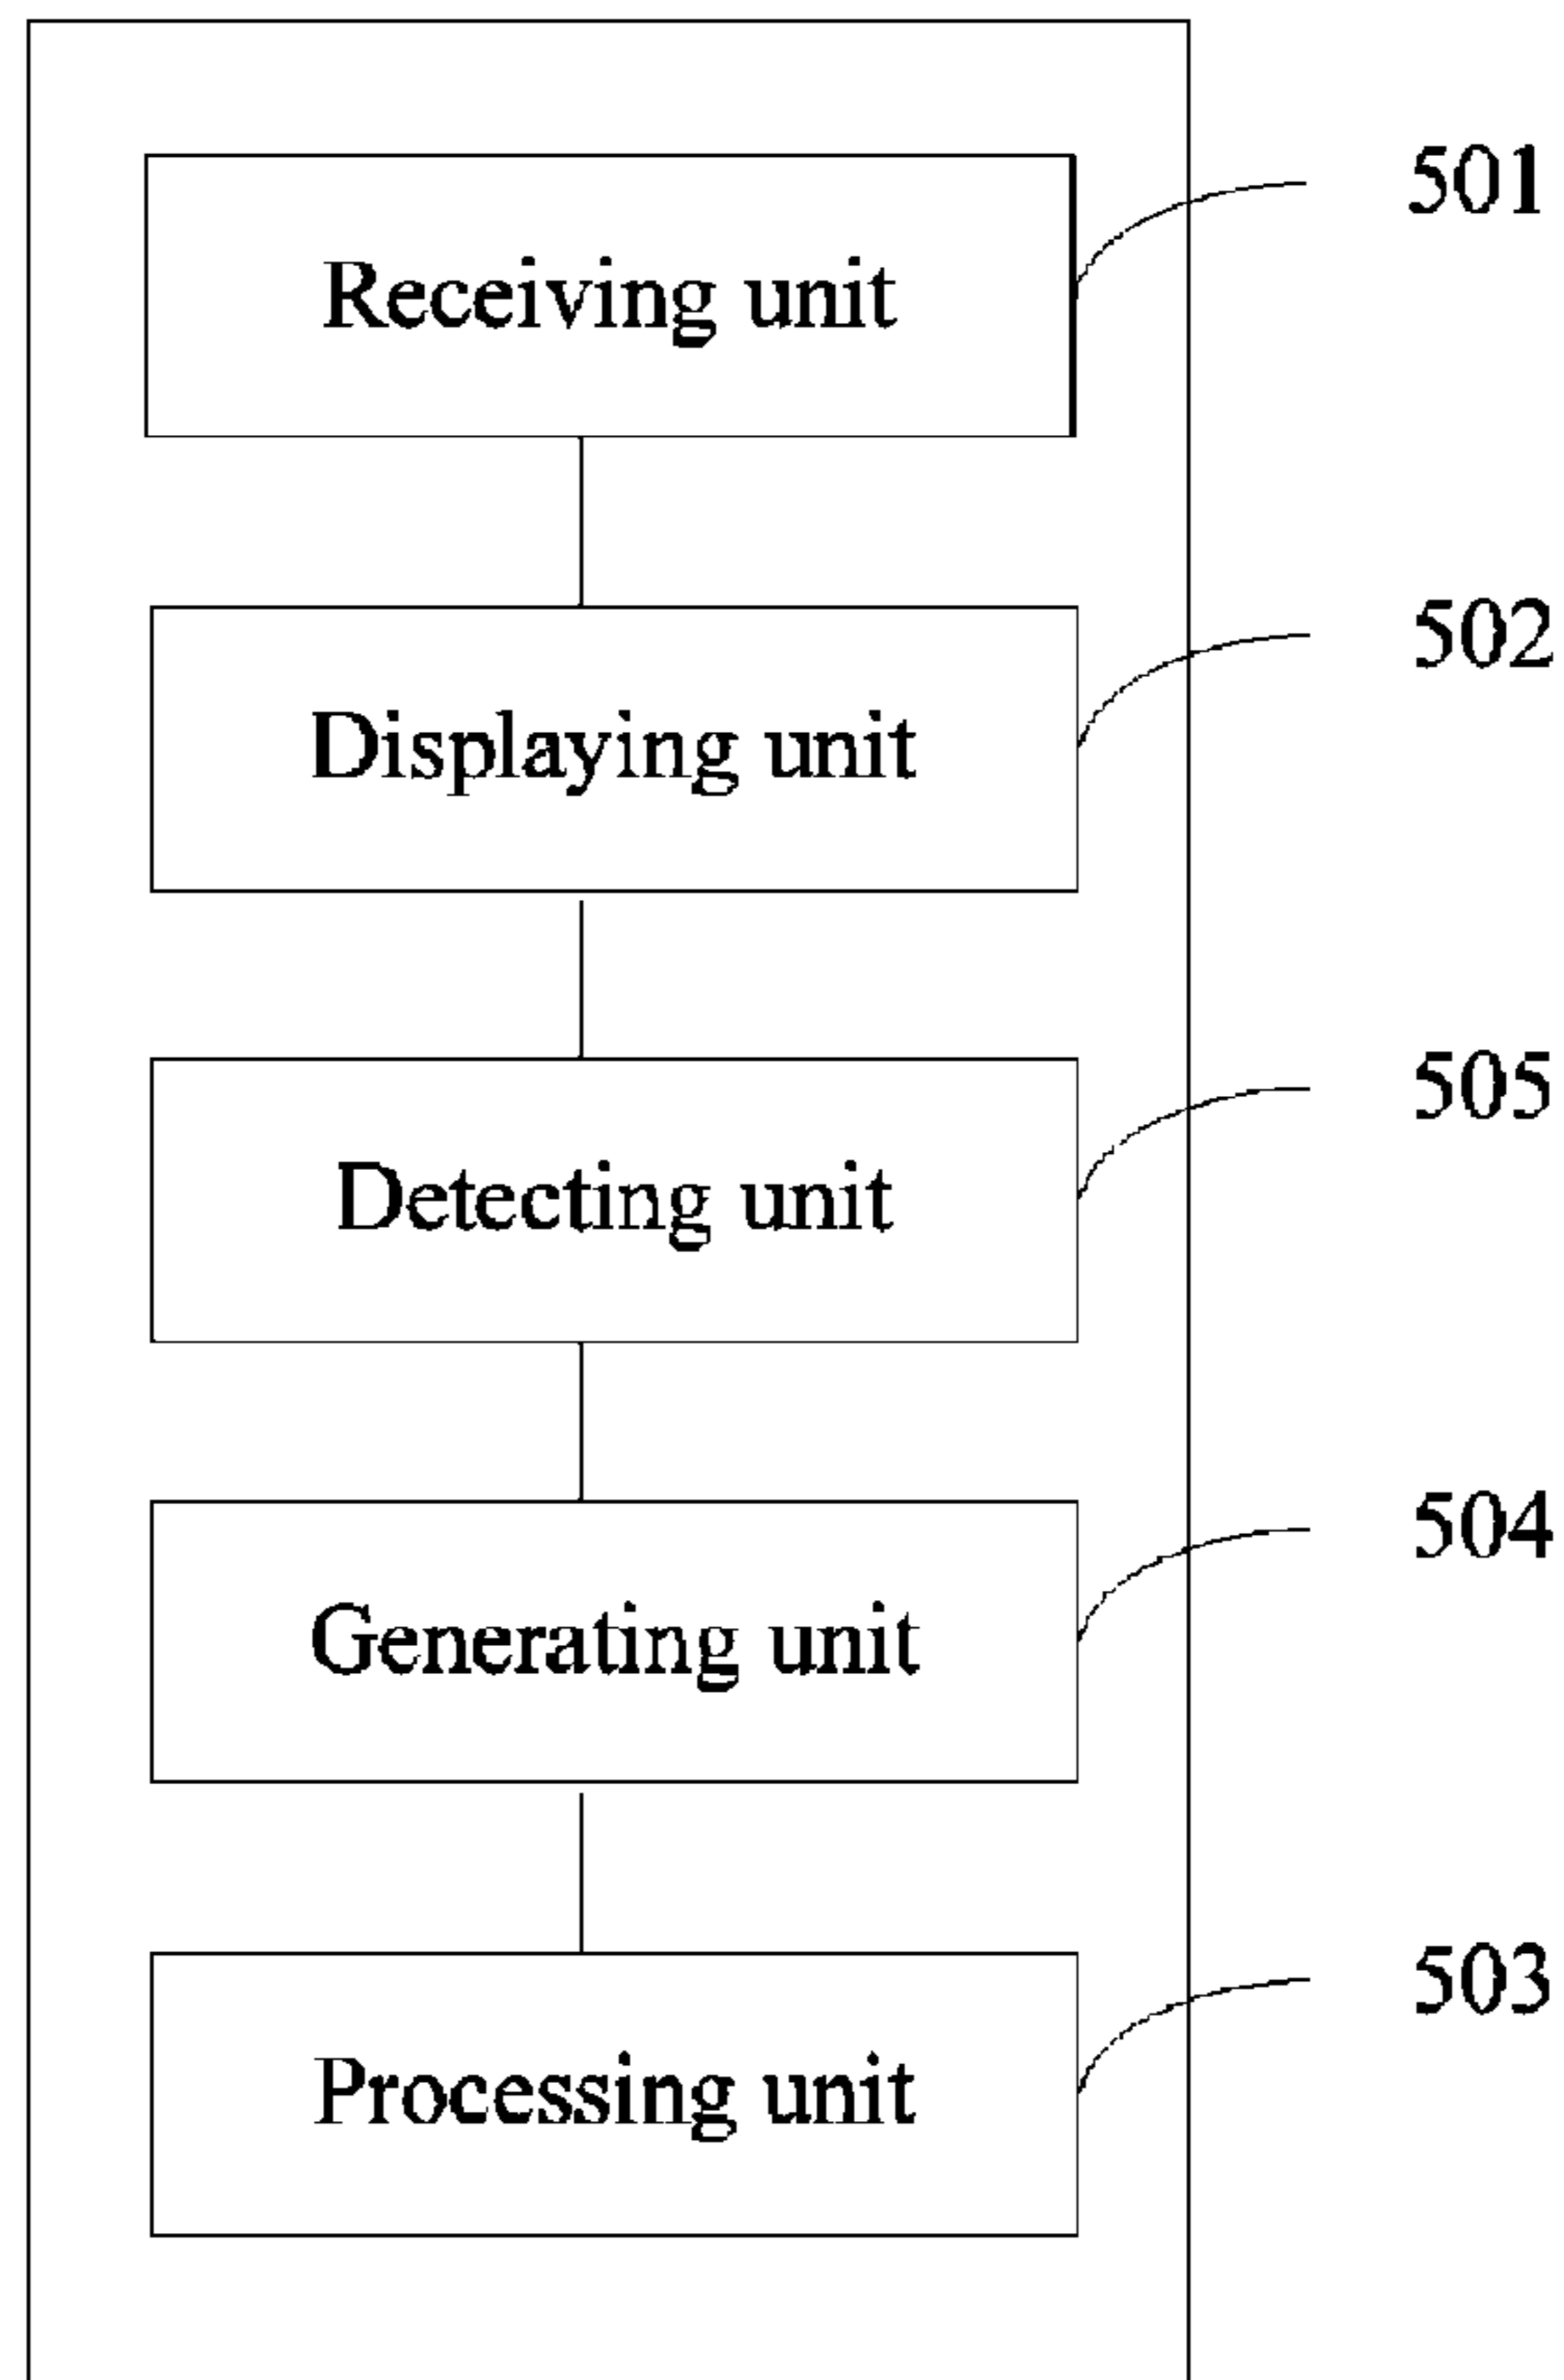 Receiving unit
501
Displaying unit
502
Detecting unit
505
Generating unit
504
Processing unit
503